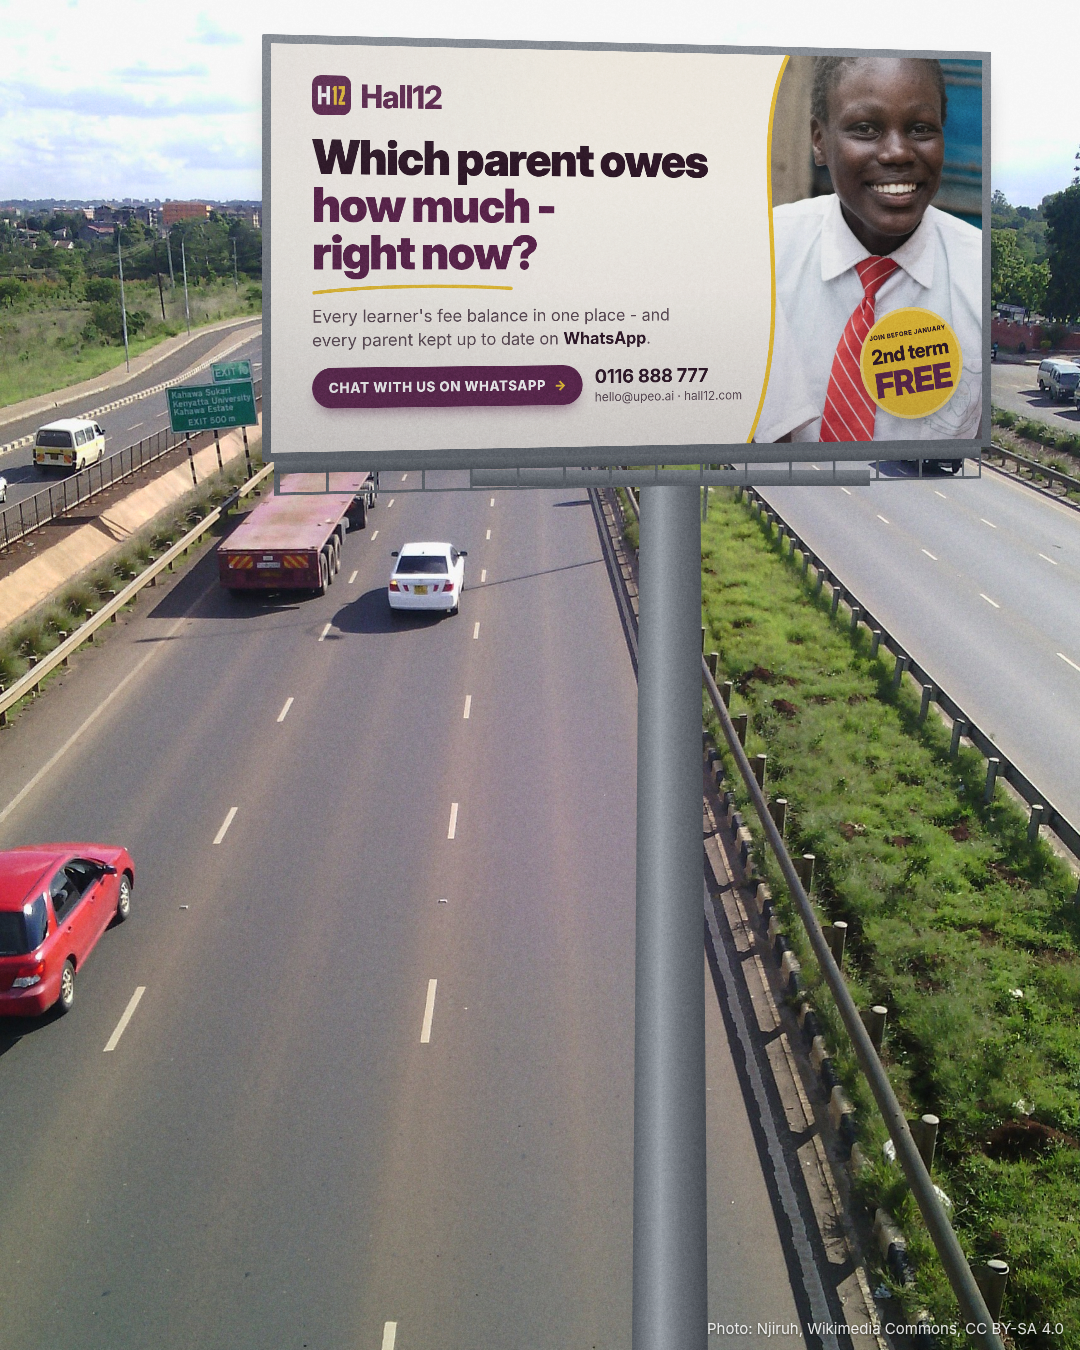 H12 Hall12
Which parent owes
how much -
right now?
Every learner's fee balance in one place - and
every parent kept up to date on WhatsApp.
CHAT WITH US ON WHATSAPP →
0116 888 777
hello@upeo.ai · hall12.com
JOIN BEFORE JANUARY
2nd term
FREE
Kahawa Sukari
Kenyatta University
Kahawa Estate
EXIT 500 m
Photo: Njiruh, Wikimedia Commons, CC BY-SA 4.0